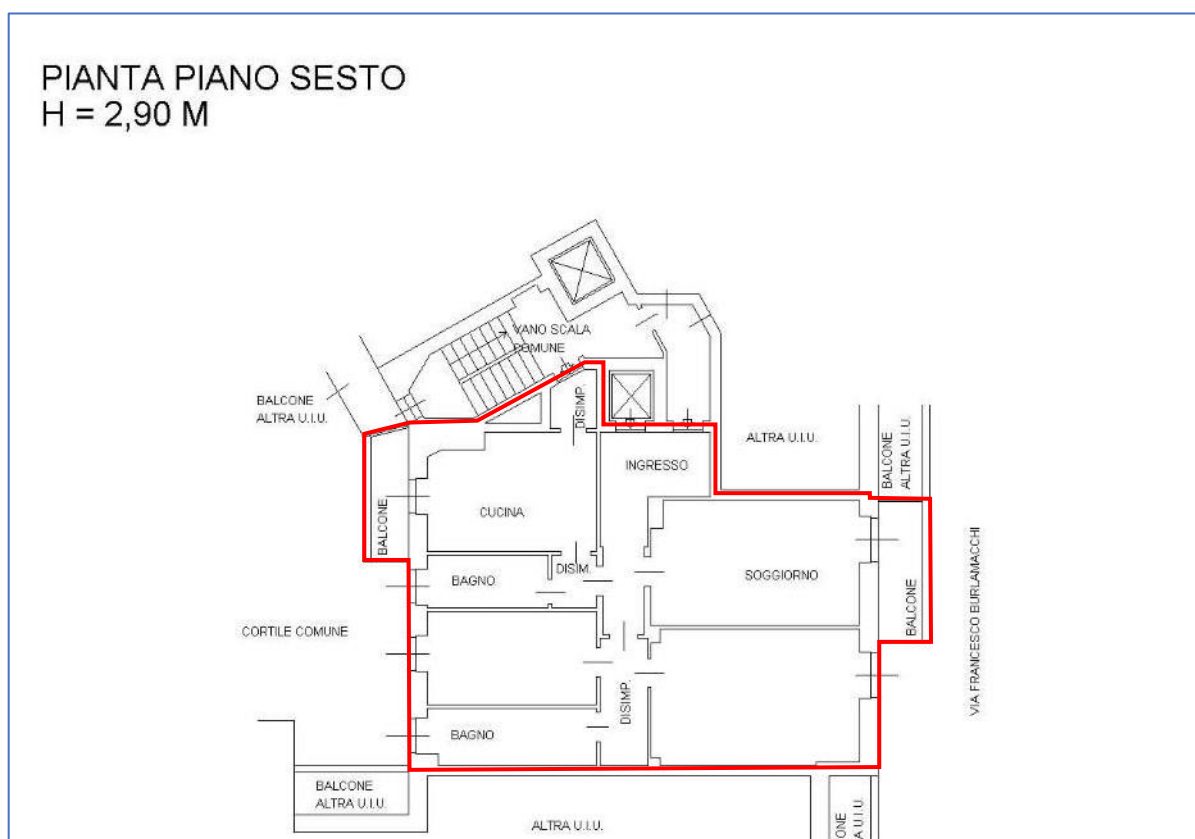 PIANTA PIANO SESTO
H = 2,90 M
VANO SCALA
COMUNE
BALCONE
ALTRA U.I.U.
DISIMP.
ALTRA U.I.U.
BALCONE
ALTRA U.I.U.
INGRESSO
CUCINA
BALCONE
DISIM.
BAGNO
SOGGIORNO
BALCONE
VIA FRANCESCO BURLAMACCHI
CORTILE COMUNE
DISIMP.
BAGNO
BALCONE
ALTRA U.I.U.
ALTRA U.I.U.
ONE
A U.I.U.